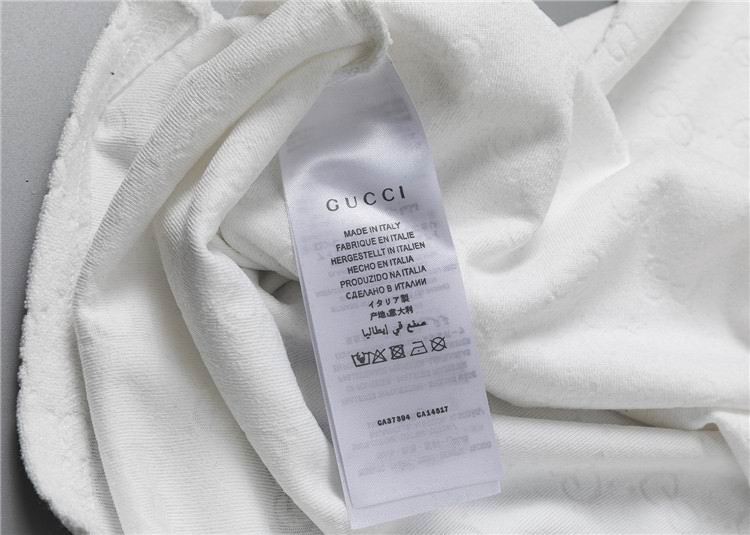 GUCCI
MADE IN ITALY
FABRIQUE EN ITALIE
HERGESTELLT IN ITALIEN
HECHO EN ITALIA
PRODUZIDO NA ITALIA
СДЕЛАНО В ИТАЛИИ
イタリア製
产地:意大利
صنع في إيطاليا
CA37394 CA14517